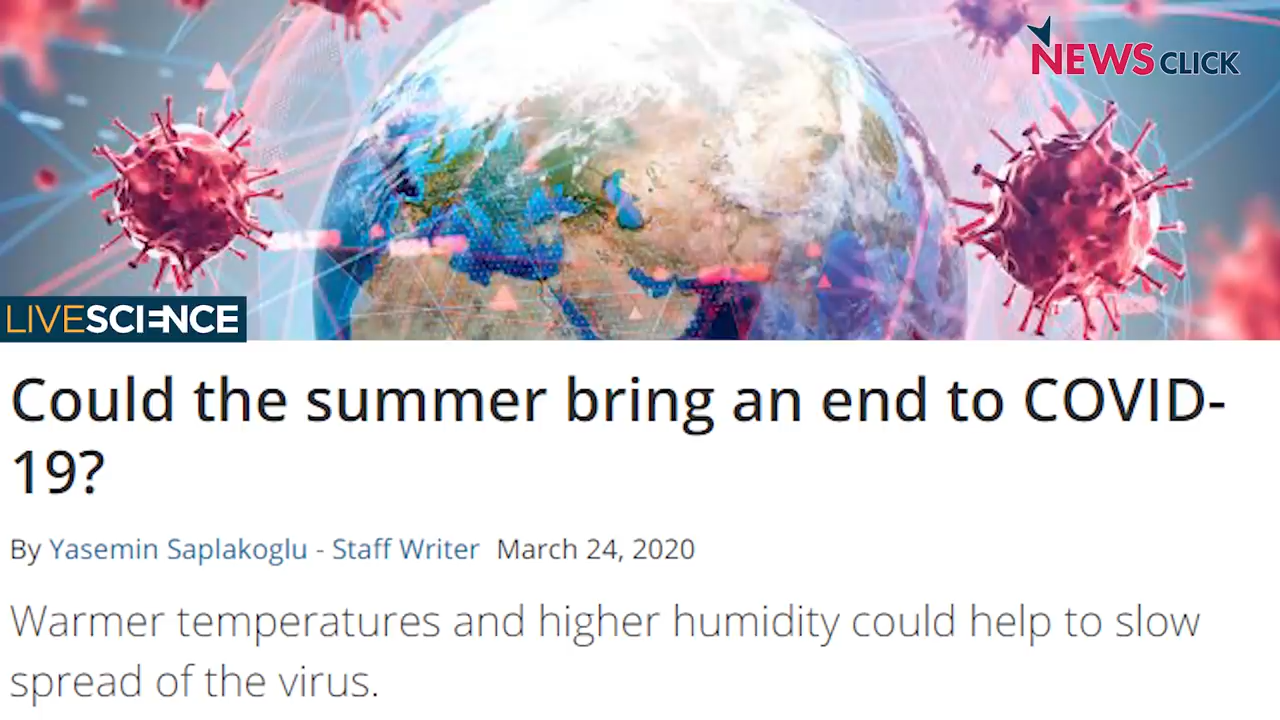 NEWSCLICK
LIVESCIENCE
Could the summer bring an end to COVID-
19?
By Yasemin Saplakoglu - Staff Writer March 24, 2020
Warmer temperatures and higher humidity could help to slow
spread of the virus.